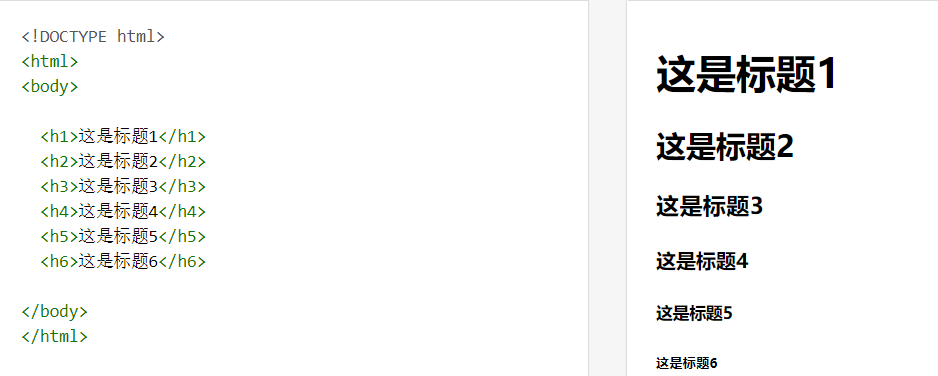 <!DOCTYPE html>
<html>
<body>
<h1>这是标题1</h1>
<h2>这是标题2</h2>
<h3>这是标题3</h3>
<h4>这是标题4</h4>
<h5>这是标题5</h5>
<h6>这是标题6</h6>
</body>
</html>
这是标题1
这是标题2
这是标题3
这是标题4
这是标题5
这是标题6